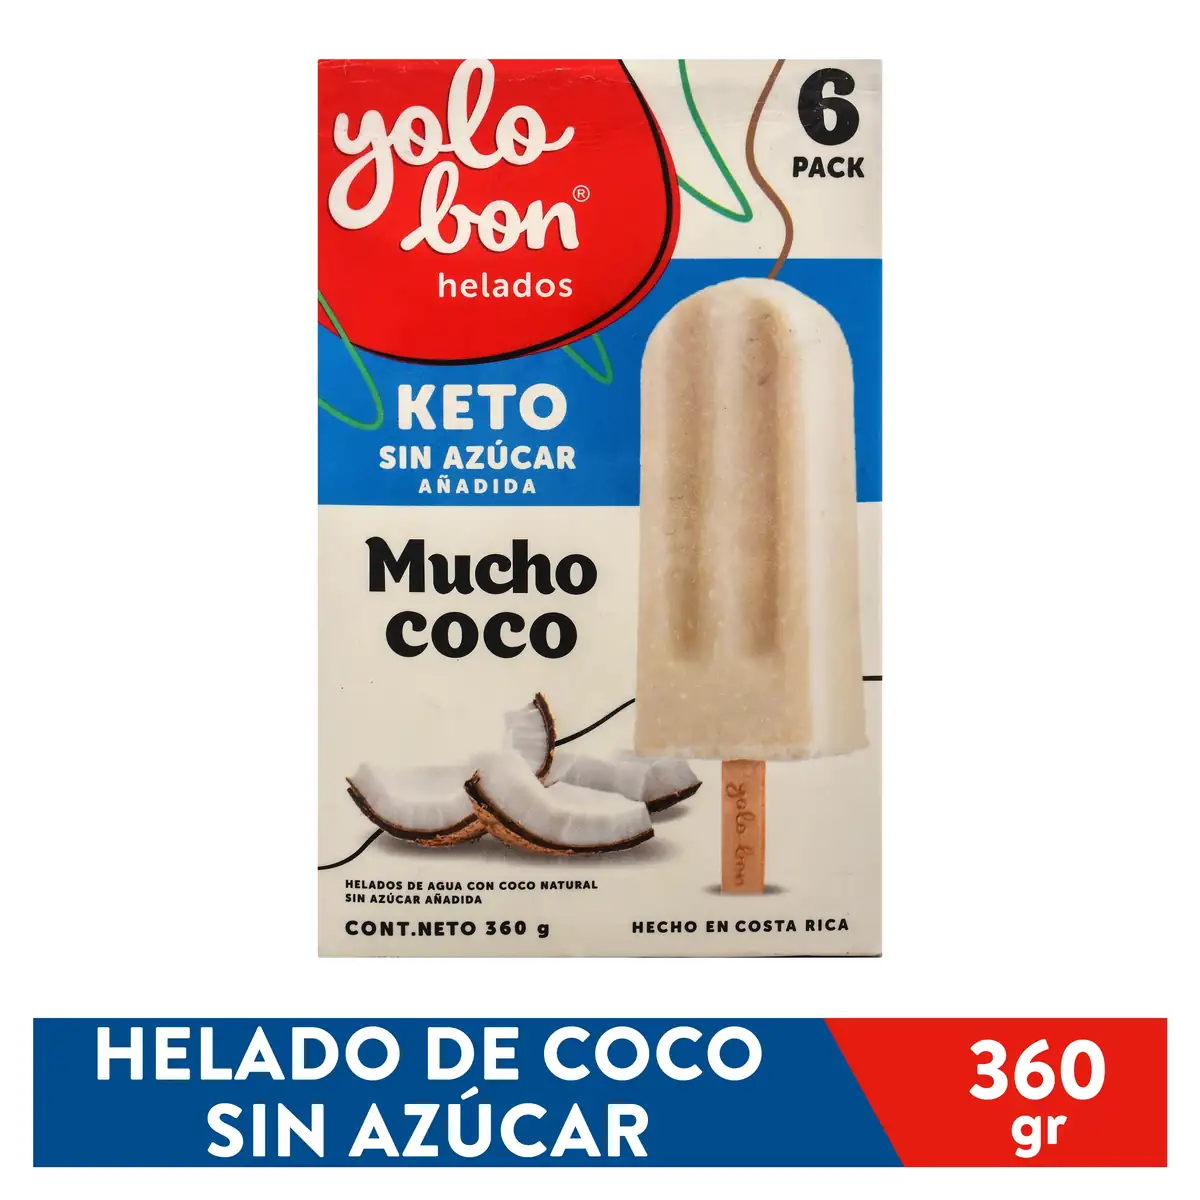 yolo
bon®
helados
6
PACK
KETO
SIN AZÚCAR
AÑADIDA
Mucho
coco
yolo bon
HELADOS DE AGUA CON COCO NATURAL
SIN AZÚCAR AÑADIDA
CONT.NETO 360 g
HECHO EN COSTA RICA
HELADO DE COCO
SIN AZÚCAR
360
gr